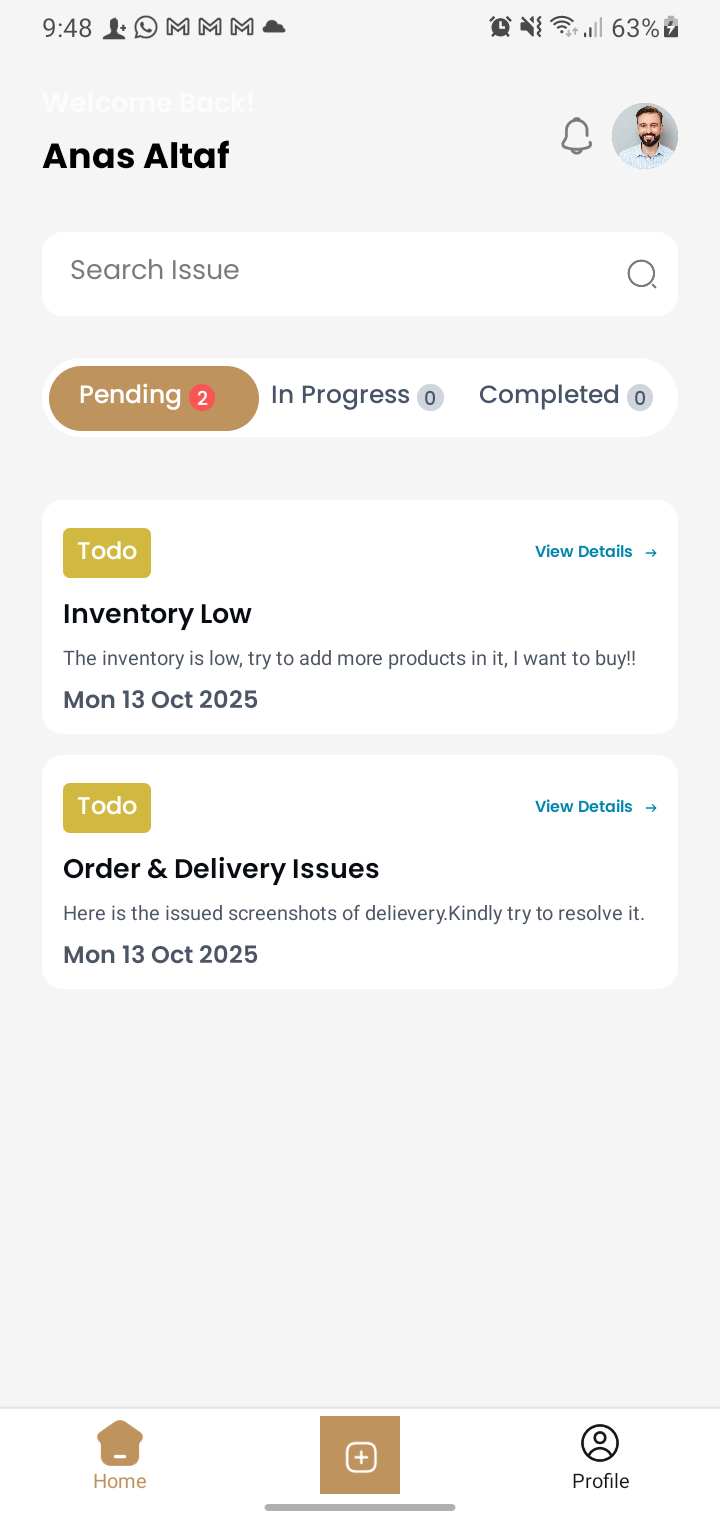 9:48
63%
Welcome Back!
Anas Altaf
Search Issue
Pending 2 In Progress 0 Completed 0
Todo View Details →
Inventory Low
The inventory is low, try to add more products in it, I want to buy!!
Mon 13 Oct 2025
Todo View Details →
Order & Delivery Issues
Here is the issued screenshots of delievery.Kindly try to resolve it.
Mon 13 Oct 2025
Home Profile